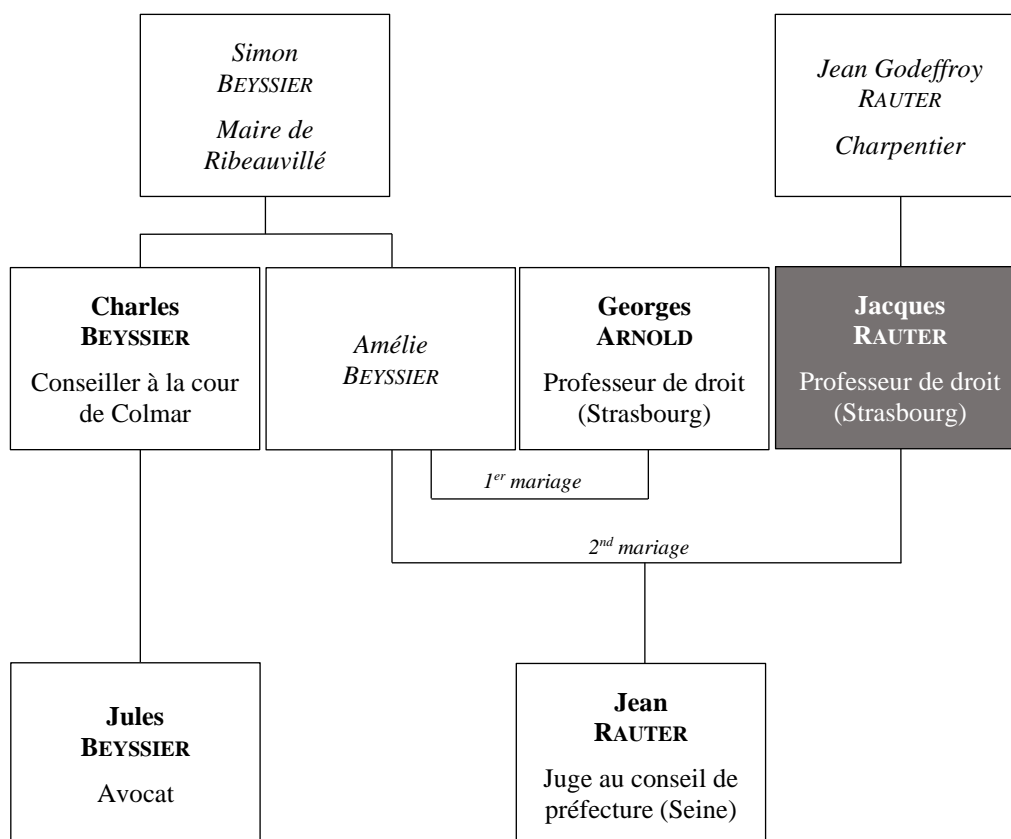 Simon
BEYSSIER
Maire de
Ribeauvillé
Jean Godeffroy
RAUTER
Charpentier
Charles
BEYSSIER
Conseiller à la cour
de Colmar
Amélie
BEYSSIER
Georges
ARNOLD
Professeur de droit
(Strasbourg)
Jacques
RAUTER
Professeur de droit
(Strasbourg)
1er mariage
2nd mariage
Jules
BEYSSIER
Avocat
Jean
RAUTER
Juge au conseil de
préfecture (Seine)